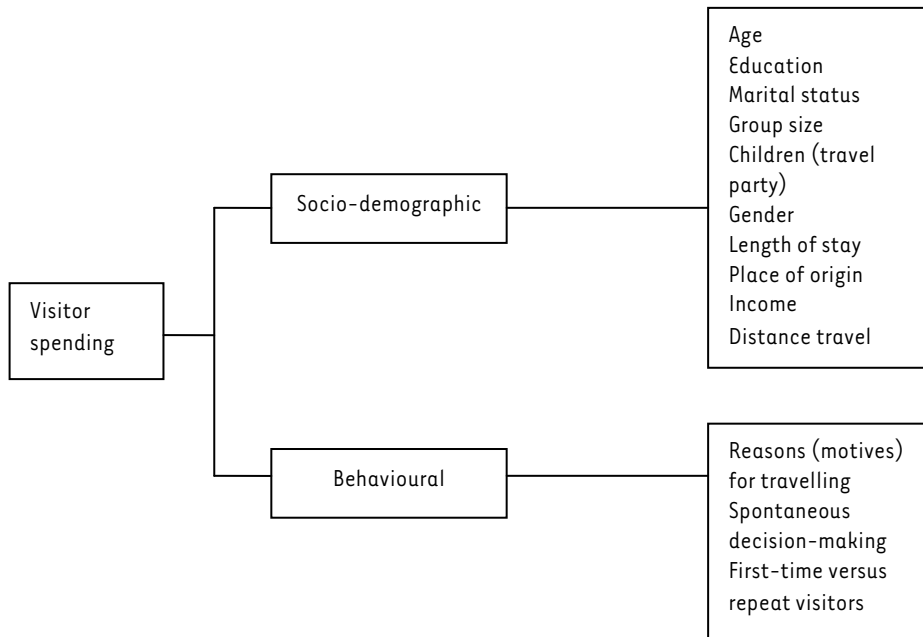 Visitor
spending
Socio-demographic
Age
Education
Marital status
Group size
Children (travel
party)
Gender
Length of stay
Place of origin
Income
Distance travel
Behavioural
Reasons (motives)
for travelling
Spontaneous
decision-making
First-time versus
repeat visitors